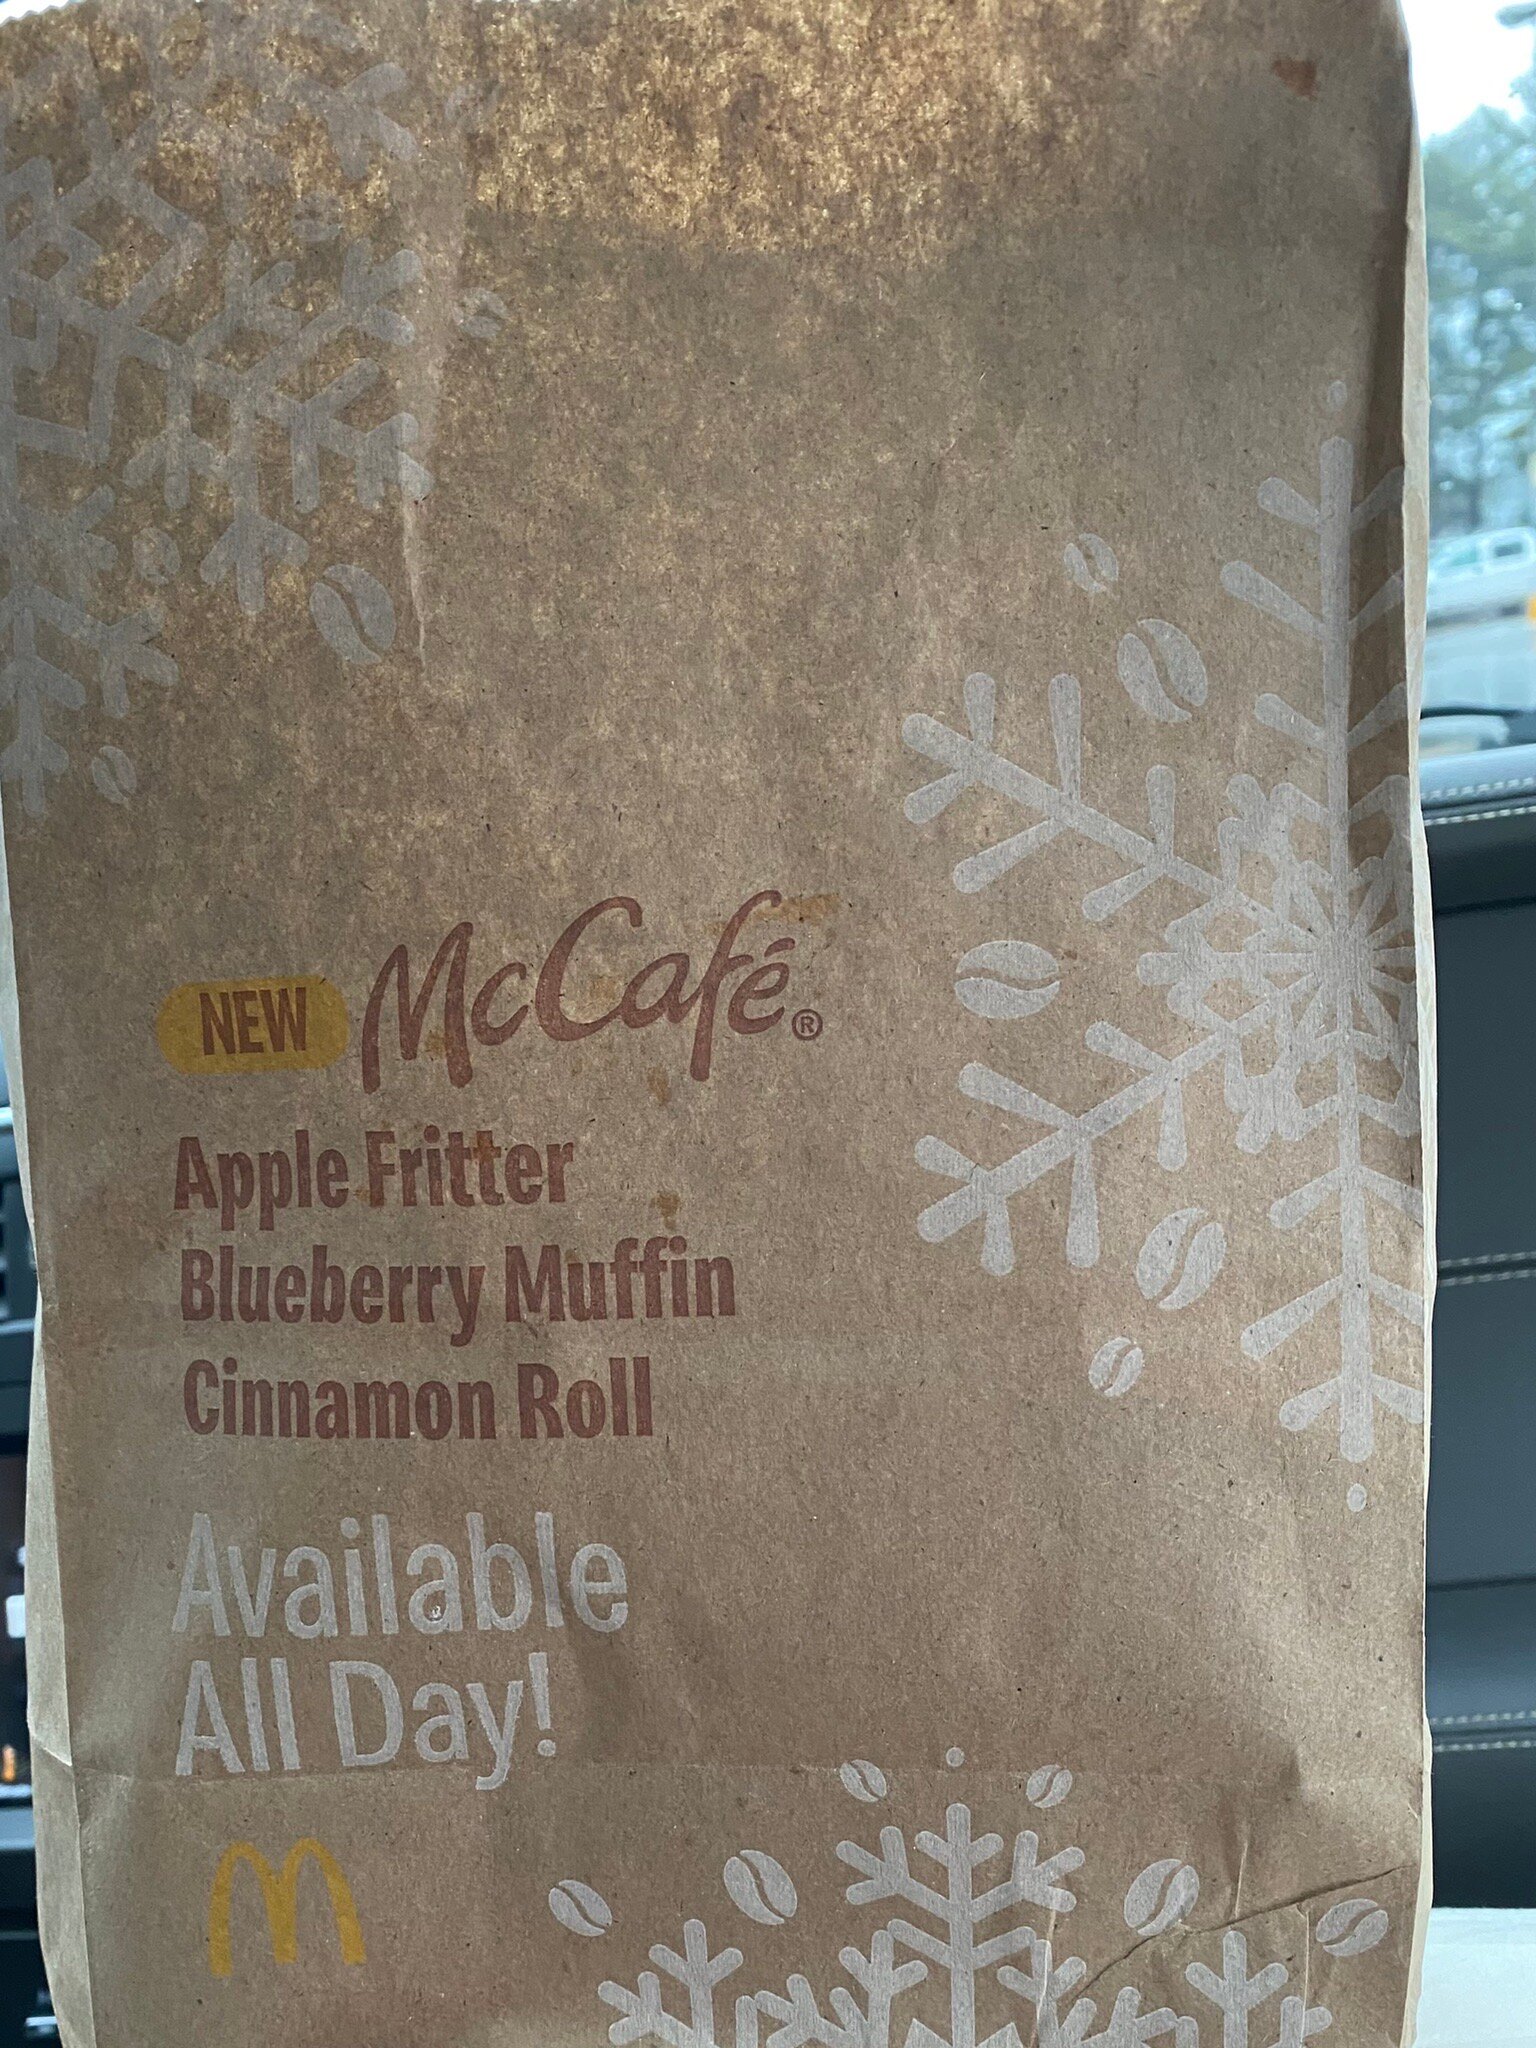 NEW McCafé®
Apple Fritter
Blueberry Muffin
Cinnamon Roll
Available
All Day!